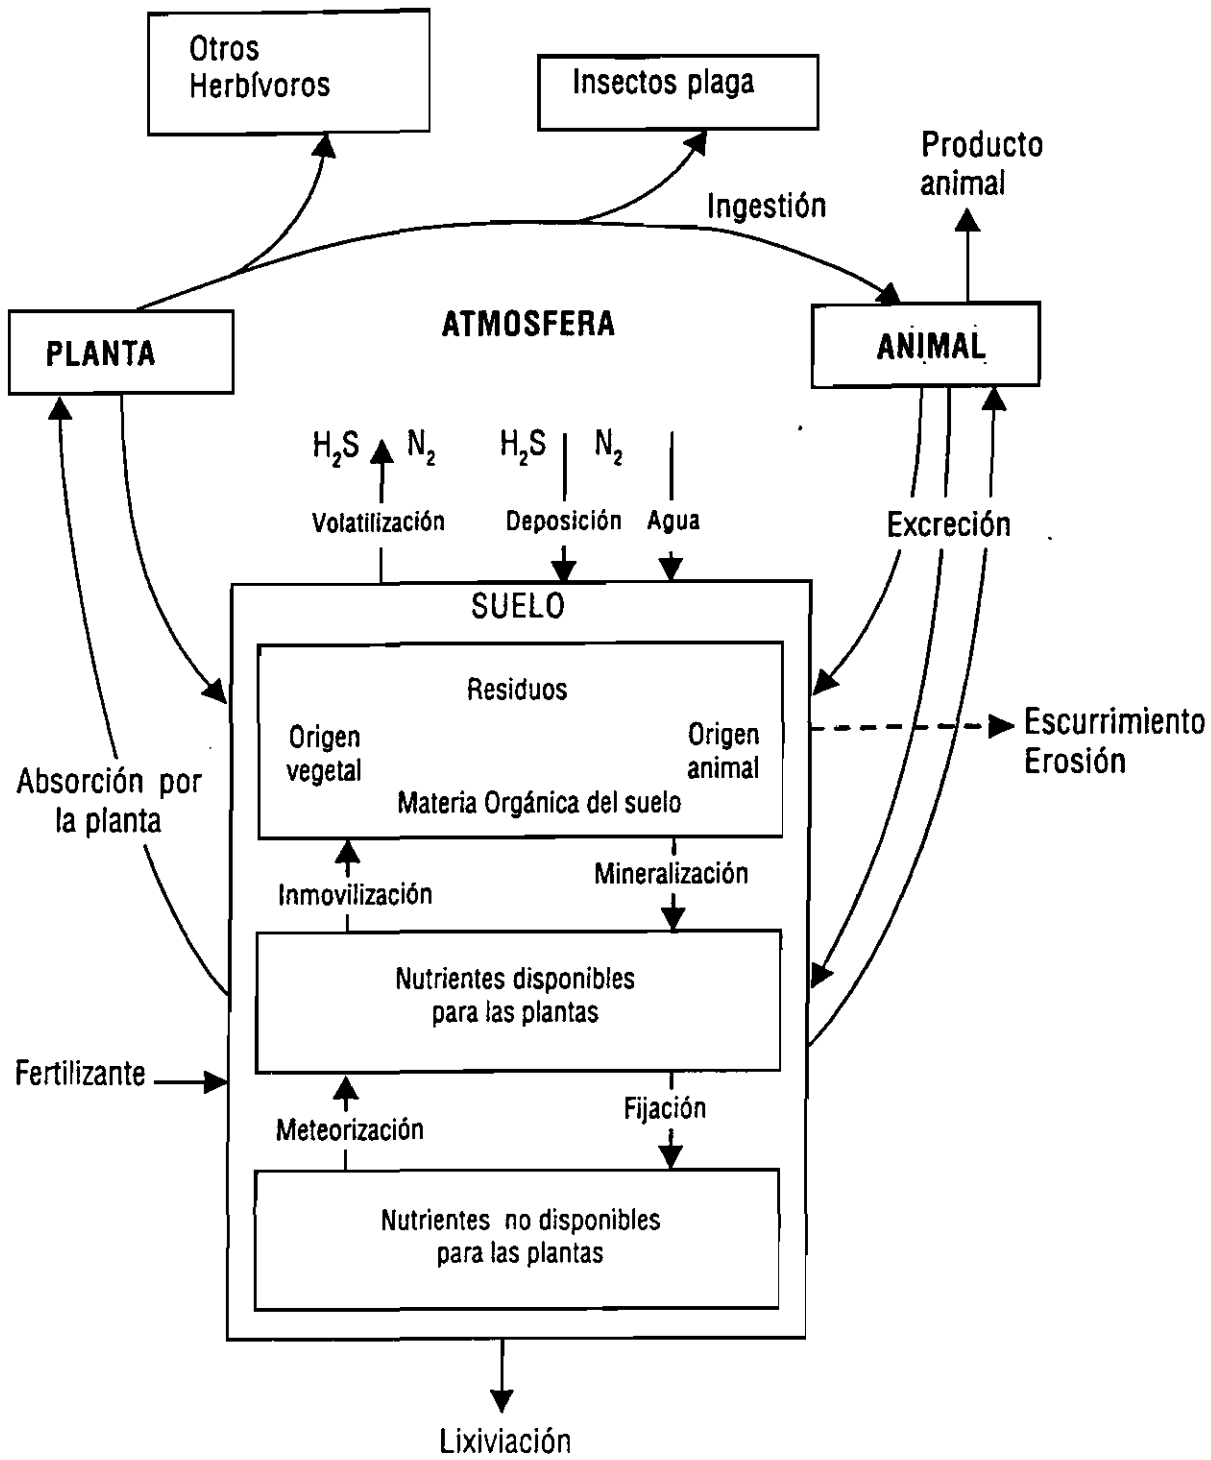 Otros
Herbívoros
Insectos plaga
Producto
animal
Ingestión
ATMOSFERA
PLANTA
ANIMAL
H₂S N₂ H₂S N₂
Volatilización Deposición Agua
Excreción
SUELO
Residuos
Origen
vegetal
Origen
animal
Materia Orgánica del suelo
Escurrimiento
Erosión
Absorción por
la planta
Inmovilización
Mineralización
Nutrientes disponibles
para las plantas
Fertilizante
Meteorización
Fijación
Nutrientes no disponibles
para las plantas
Lixiviación